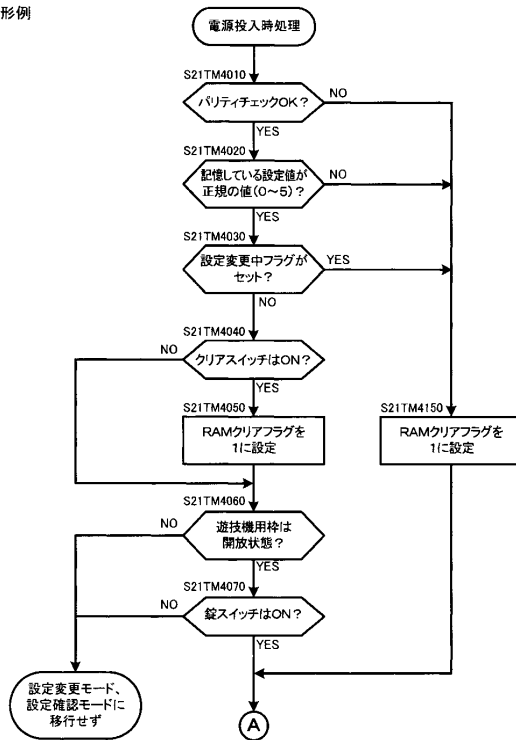 形例
電源投入時処理
S21TM4010
パリティチェックOK？
NO
YES
S21TM4020
記憶している設定値が
正規の値(0～5)？
NO
YES
S21TM4030
設定変更中フラグが
セット？
YES
NO
S21TM4040
NO
クリアスイッチはON？
YES
S21TM4050
RAMクリアフラグを
1に設定
S21TM4150
RAMクリアフラグを
1に設定
S21TM4060
NO
遊技機用枠は
開放状態？
YES
S21TM4070
NO
錠スイッチはON？
YES
設定変更モード、
設定確認モードに
移行せず
A